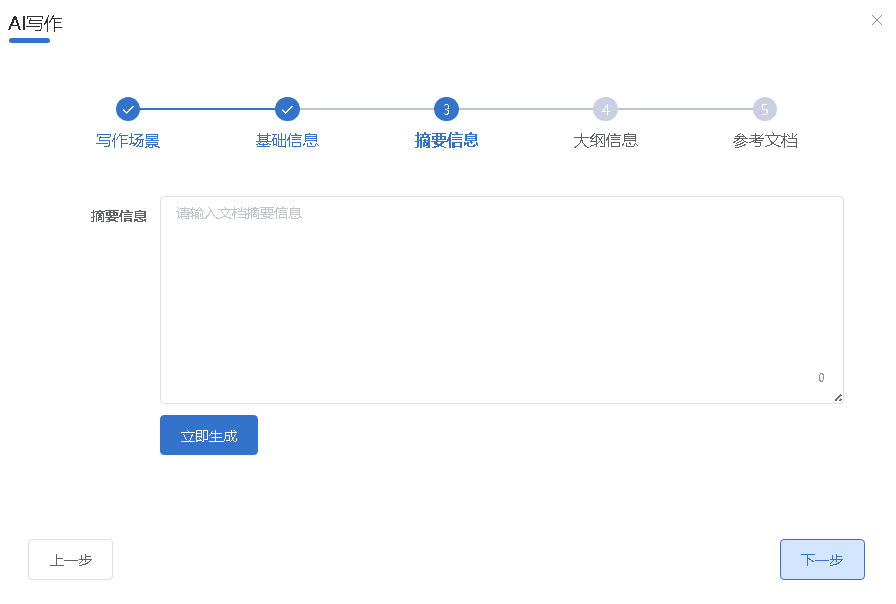 AI写作
3
4
5
写作场景
基础信息
摘要信息
大纲信息
参考文档
摘要信息
请输入文档摘要信息
0
立即生成
上一步
下一步